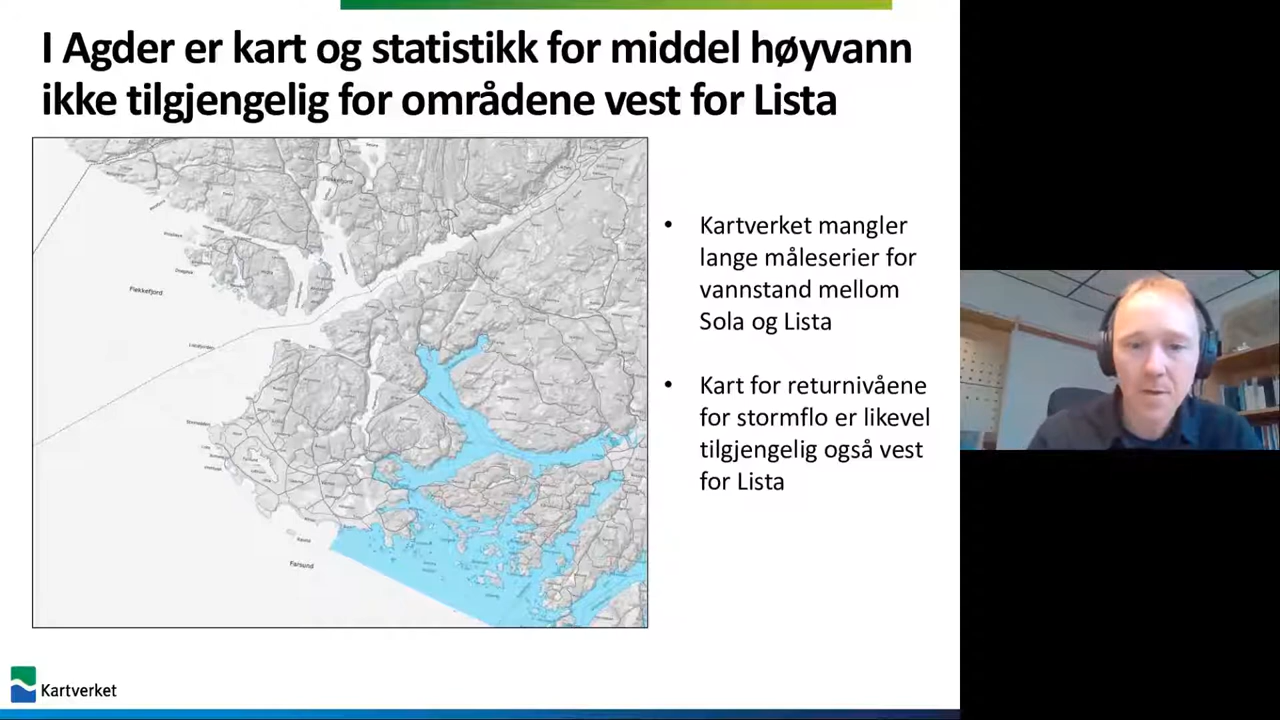 I Agder er kart og statistikk for middel høyvann
ikke tilgjengelig for områdene vest for Lista
Flekkefjord
Flekkefjord
Farsund
• Kartverket mangler
lange måleserier for
vannstand mellom
Sola og Lista
• Kart for returnivåene
for stormflo er likevel
tilgjengelig også vest
for Lista
Kartverket